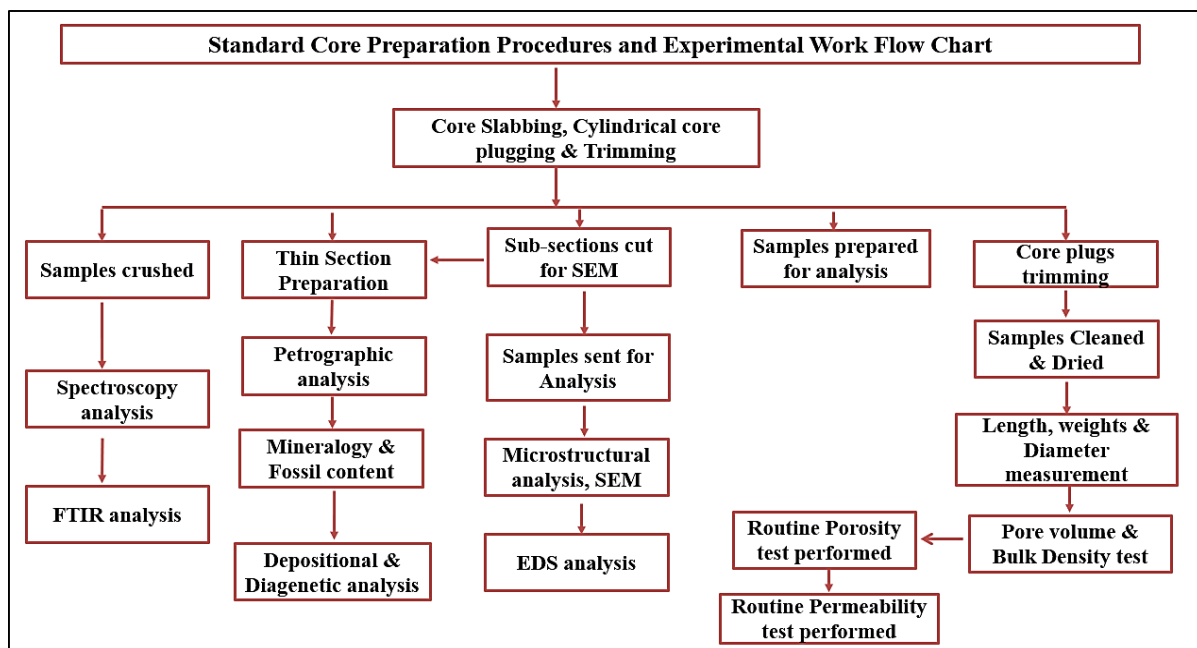 Standard Core Preparation Procedures and Experimental Work Flow Chart
Core Slabbing, Cylindrical core
plugging & Trimming
Samples crushed
Spectroscopy
analysis
FTIR analysis
Thin Section
Preparation
Petrographic
analysis
Mineralogy &
Fossil content
Depositional &
Diagenetic analysis
Sub-sections cut
for SEM
Samples sent for
Analysis
Microstructural
analysis, SEM
EDS analysis
Samples prepared
for analysis
Core plugs
trimming
Samples Cleaned
& Dried
Length, weights &
Diameter
measurement
Pore volume &
Bulk Density test
Routine Porosity
test performed
Routine Permeability
test performed